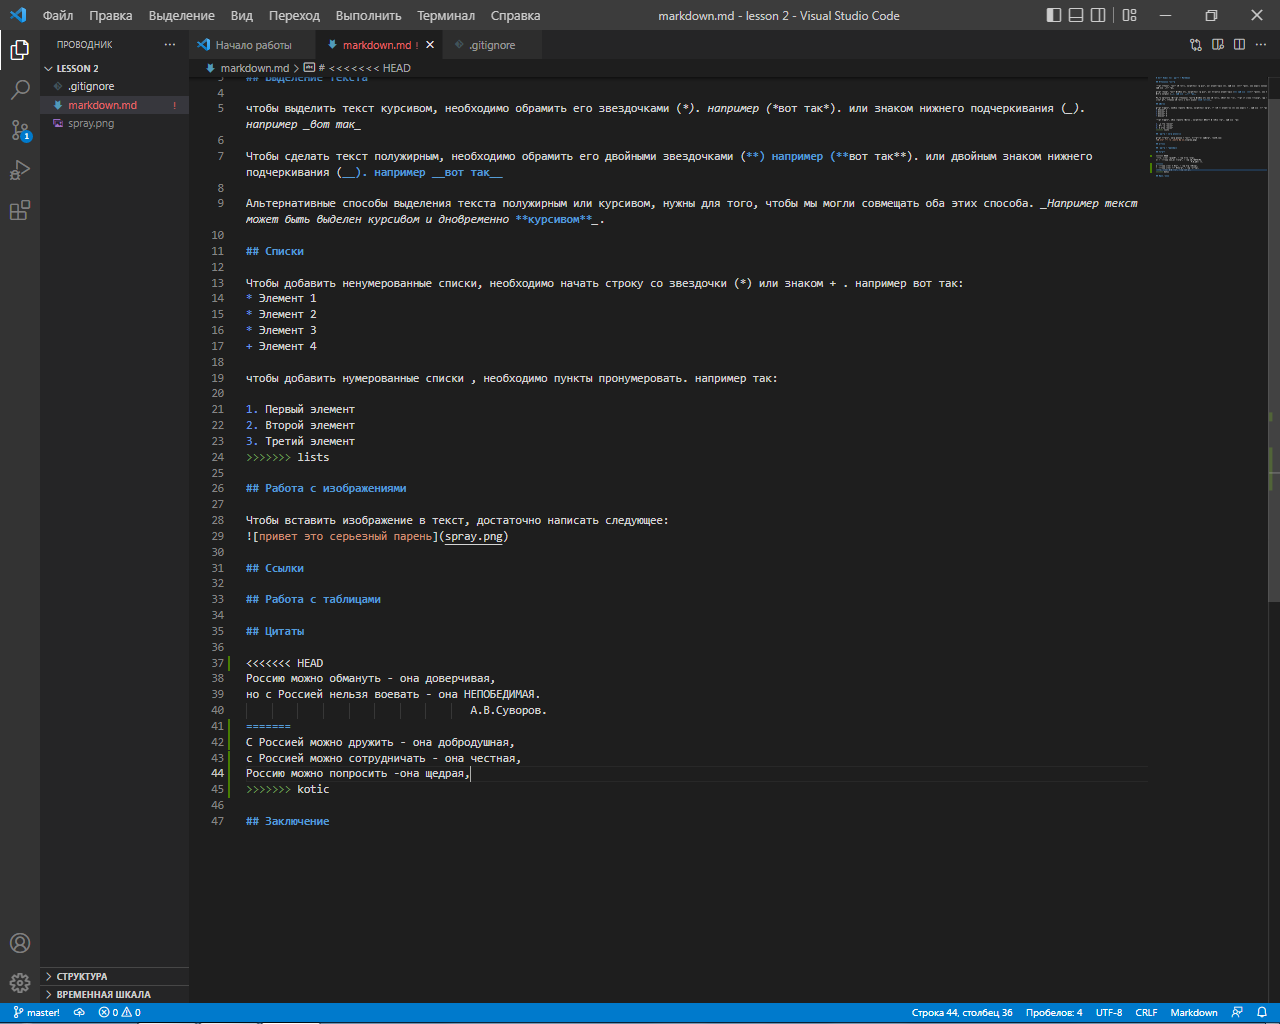 Файл Правка Выделение Вид Переход Выполнить Терминал Справка markdown.md - lesson 2 - Visual Studio Code
ПРОВОДНИК ··· Начало работы markdown.md ! .gitignore ···
LESSON 2 markdown.md > # <<<<<<< HEAD
.gitignore
markdown.md !
spray.png
1
3 ## Выделение текста
4
5 чтобы выделить текст курсивом, необходимо обрамить его звездочками (*). например (*вот так*). или знаком нижнего подчеркивания (_).
например _вот так_
6
7 Чтобы сделать текст полужирным, необходимо обрамить его двойными звездочками (**) например (**вот так**). или двойным знаком нижнего
подчеркивания (__). например __вот так__
8
9 Альтернативные способы выделения текста полужирным или курсивом, нужны для того, чтобы мы могли совмещать оба этих способа. _Например текст
может быть выделен курсивом и дновременно **курсивом**_.
10
11 ## Списки
12
13 Чтобы добавить ненумерованные списки, необходимо начать строку со звездочки (*) или знаком + . например вот так:
14 * Элемент 1
15 * Элемент 2
16 * Элемент 3
17 + Элемент 4
18
19 чтобы добавить нумерованные списки , необходимо пункты пронумеровать. например так:
20
21 1. Первый элемент
22 2. Второй элемент
23 3. Третий элемент
24 >>>>>>> lists
25
26 ## Работа с изображениями
27
28 Чтобы вставить изображение в текст, достаточно написать следующее:
29 ![привет это серьезный парень](spray.png)
30
31 ## Ссылки
32
33 ## Работа с таблицами
34
35 ## Цитаты
36
37 <<<<<<< HEAD
38 Россию можно обмануть - она доверчивая,
39 но с Россией нельзя воевать - она НЕПОБЕДИМАЯ.
40 А.В.Суворов.
41 =======
42 С Россией можно дружить - она добродушная,
43 с Россией можно сотрудничать - она честная,
44 Россию можно попросить -она щедрая,
45 >>>>>>> kotic
46
47 ## Заключение
СТРУКТУРА
ВРЕМЕННАЯ ШКАЛА
master! 0 0 Строка 44, столбец 36 Пробелов: 4 UTF-8 CRLF Markdown